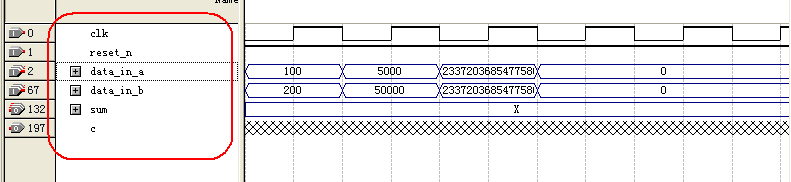 Name
0 clk
1 reset_n
2 data_in_a 100 5000 233720368547758 0
67 data_in_b 200 50000 233720368547758 0
132 sum X
197 c